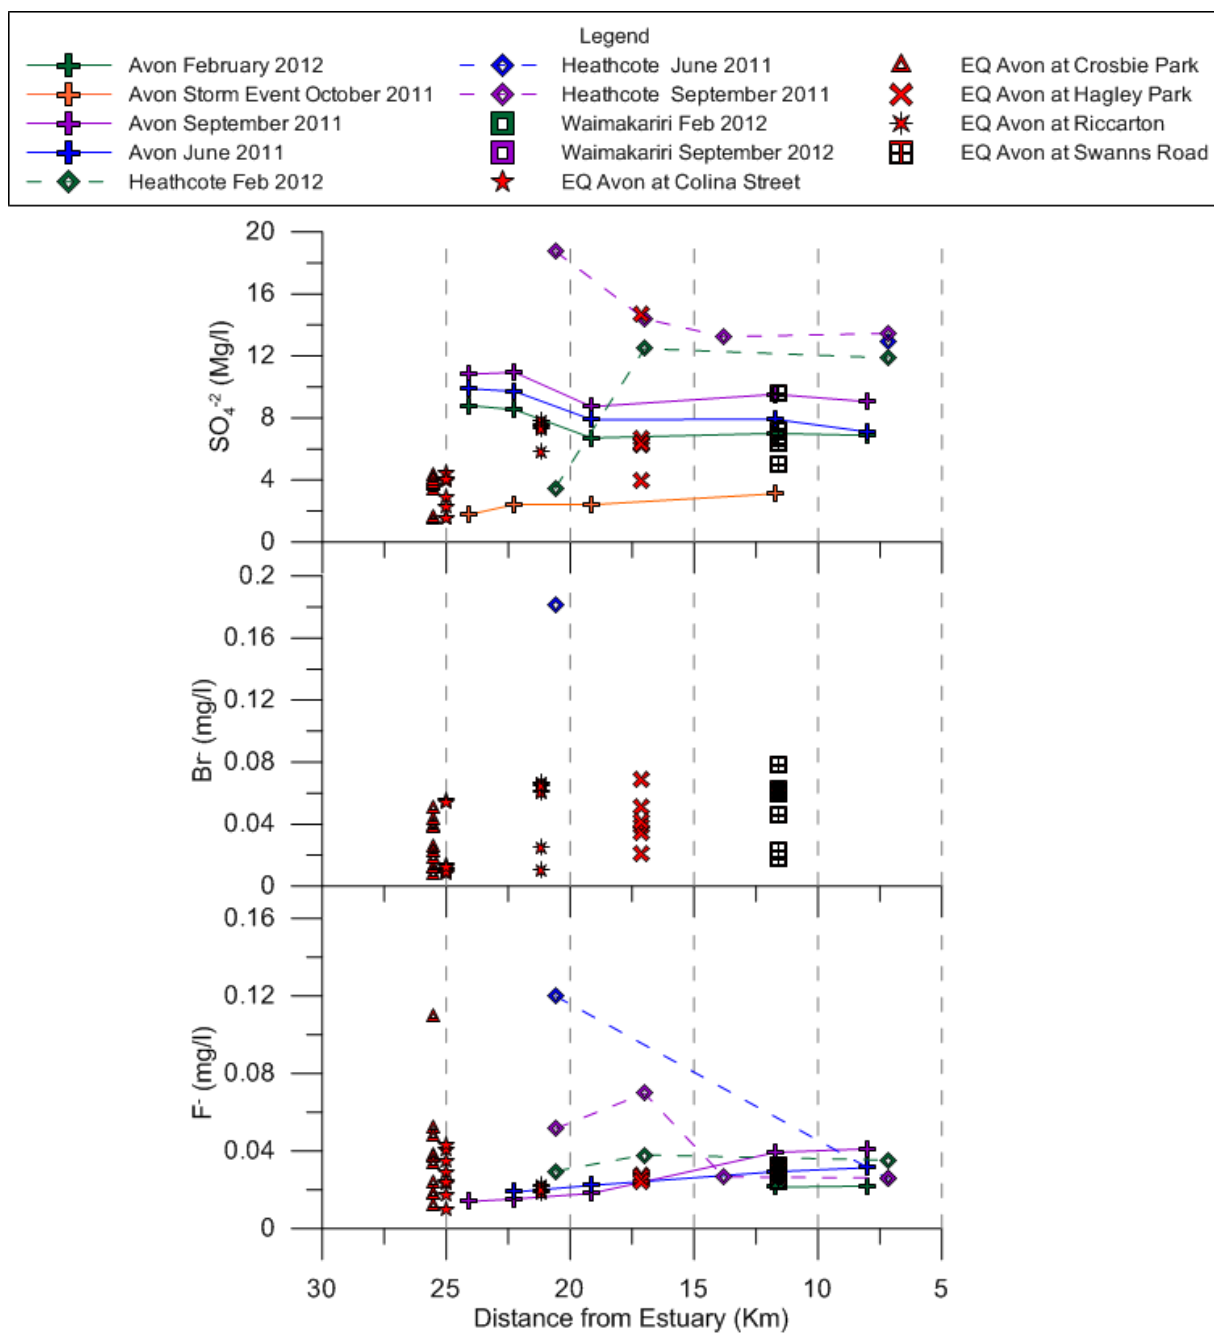 Legend
Avon February 2012
Avon Storm Event October 2011
Avon September 2011
Avon June 2011
Heathcote Feb 2012
Heathcote June 2011
Heathcote September 2011
Waimakariri Feb 2012
Waimakariri September 2012
EQ Avon at Colina Street
EQ Avon at Crosbie Park
EQ Avon at Hagley Park
EQ Avon at Riccarton
EQ Avon at Swanns Road
SO4-2 (Mg/l)
20
16
12
8
4
0
Br- (mg/l)
0.2
0.16
0.12
0.08
0.04
0
F- (mg/l)
0.16
0.12
0.08
0.04
0
30 25 20 15 10 5
Distance from Estuary (Km)